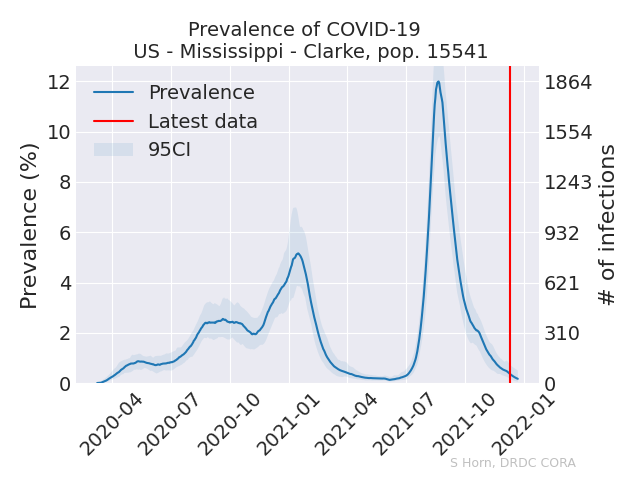 Prevalence of COVID-19
US - Mississippi - Clarke, pop. 15541
Prevalence (%)
12
10
8
6
4
2
0
Prevalence
Latest data
95CI
1864
1554
1243
932
621
310
0
# of infections
2020-04
2020-07
2020-10
2021-01
2021-04
2021-07
2021-10
2022-01
S Horn, DRDC CORA